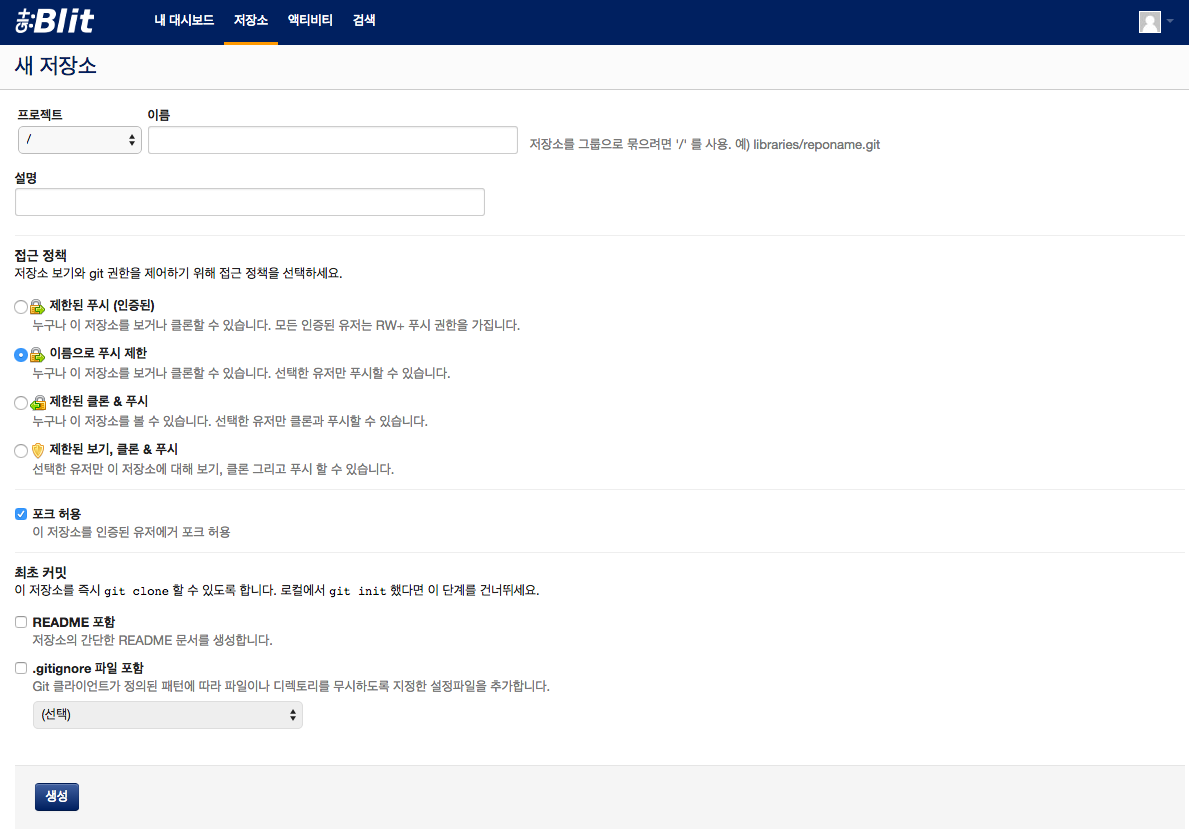 git:Blit 내 대시보드 저장소 액티비티 검색
새 저장소
프로젝트 이름
/ 저장소를 그룹으로 묶으려면 '/' 를 사용. 예) libraries/reponame.git
설명
접근 정책
저장소 보기와 git 권한을 제어하기 위해 접근 정책을 선택하세요.
제한된 푸시 (인증된)
누구나 이 저장소를 보거나 클론할 수 있습니다. 모든 인증된 유저는 RW+ 푸시 권한을 가집니다.
이름으로 푸시 제한
누구나 이 저장소를 보거나 클론할 수 있습니다. 선택한 유저만 푸시할 수 있습니다.
제한된 클론 & 푸시
누구나 이 저장소를 볼 수 있습니다. 선택한 유저만 클론과 푸시할 수 있습니다.
제한된 보기, 클론 & 푸시
선택한 유저만 이 저장소에 대해 보기, 클론 그리고 푸시 할 수 있습니다.
포크 허용
이 저장소를 인증된 유저에거 포크 허용
최초 커밋
이 저장소를 즉시 git clone 할 수 있도록 합니다. 로컬에서 git init 했다면 이 단계를 건너뛰세요.
README 포함
저장소의 간단한 README 문서를 생성합니다.
.gitignore 파일 포함
Git 클라이언트가 정의된 패턴에 따라 파일이나 디렉토리를 무시하도록 지정한 설정파일을 추가합니다.
(선택)
생성